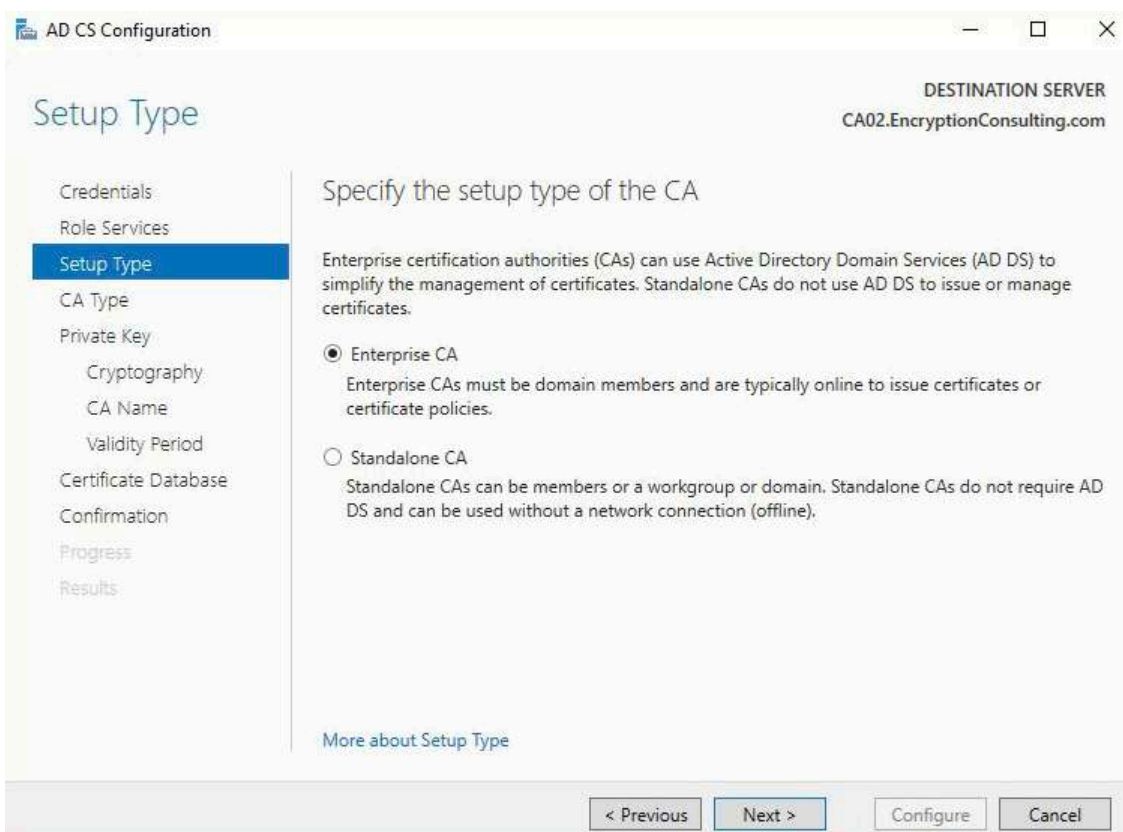 AD CS Configuration
Setup Type
DESTINATION SERVER
CA02.EncryptionConsulting.com
Credentials
Role Services
Setup Type
CA Type
Private Key
Cryptography
CA Name
Validity Period
Certificate Database
Confirmation
Progress
Results
Specify the setup type of the CA
Enterprise certification authorities (CAs) can use Active Directory Domain Services (AD DS) to
simplify the management of certificates. Standalone CAs do not use AD DS to issue or manage
certificates.
Enterprise CA
Enterprise CAs must be domain members and are typically online to issue certificates or
certificate policies.
Standalone CA
Standalone CAs can be members or a workgroup or domain. Standalone CAs do not require AD
DS and can be used without a network connection (offline).
More about Setup Type
< Previous Next > Configure Cancel